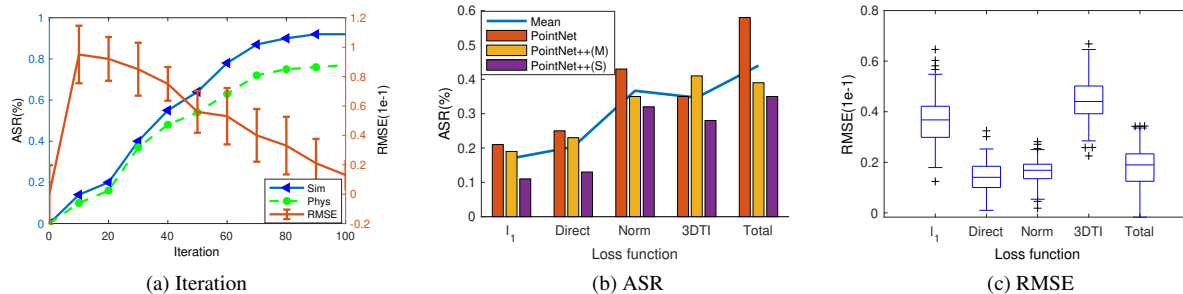 1
0.8
0.6
0.4
0.2
0
ASR(%)
1.2
1
0.8
0.6
0.4
0.2
0
-0.2
RMSE(1e-1)
0 20 40 60 80 100
Iteration
Sim
Phys
RMSE
(a) Iteration
0.6
0.5
0.4
0.3
0.2
0.1
0
ASR(%)
Mean
PointNet
PointNet++(M)
PointNet++(S)
l1 Direct Norm 3DTI Total
Loss function
(b) ASR
0.8
0.6
0.4
0.2
0
RMSE(1e-1)
l1 Direct Norm 3DTI Total
Loss function
(c) RMSE